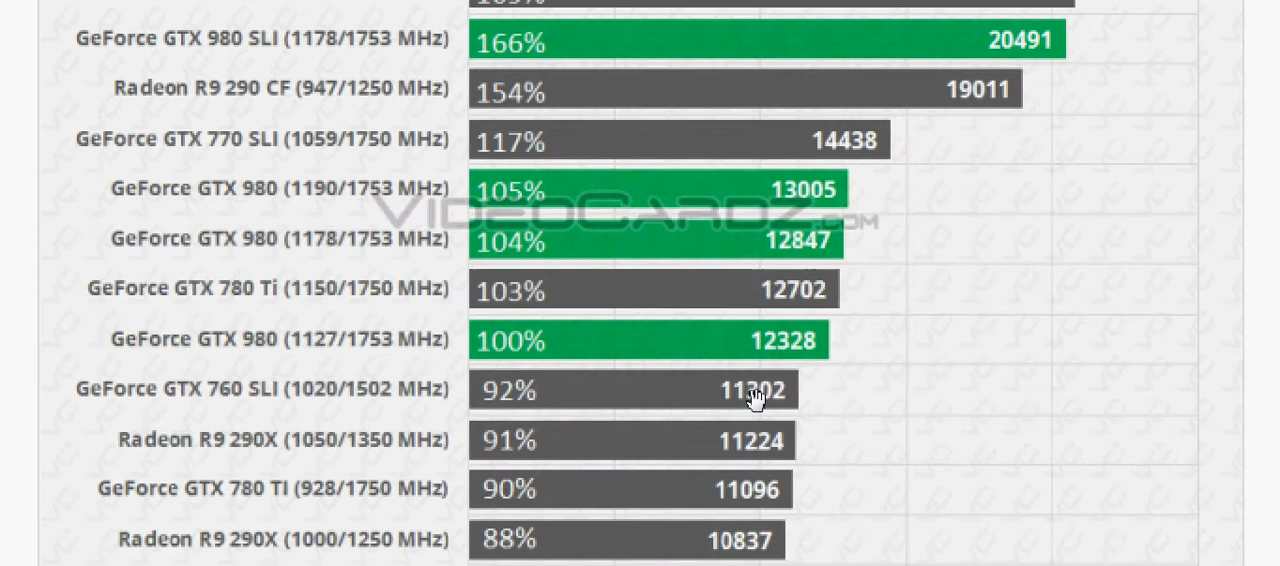 GeForce GTX 980 SLI (1178/1753 MHz) 166% 20491
Radeon R9 290 CF (947/1250 MHz) 154% 19011
GeForce GTX 770 SLI (1059/1750 MHz) 117% 14438
GeForce GTX 980 (1190/1753 MHz) 105% 13005
VIDEOCARDZ.COM
GeForce GTX 980 (1178/1753 MHz) 104% 12847
GeForce GTX 780 Ti (1150/1750 MHz) 103% 12702
GeForce GTX 980 (1127/1753 MHz) 100% 12328
GeForce GTX 760 SLI (1020/1502 MHz) 92% 11302
Radeon R9 290X (1050/1350 MHz) 91% 11224
GeForce GTX 780 TI (928/1750 MHz) 90% 11096
Radeon R9 290X (1000/1250 MHz) 88% 10837